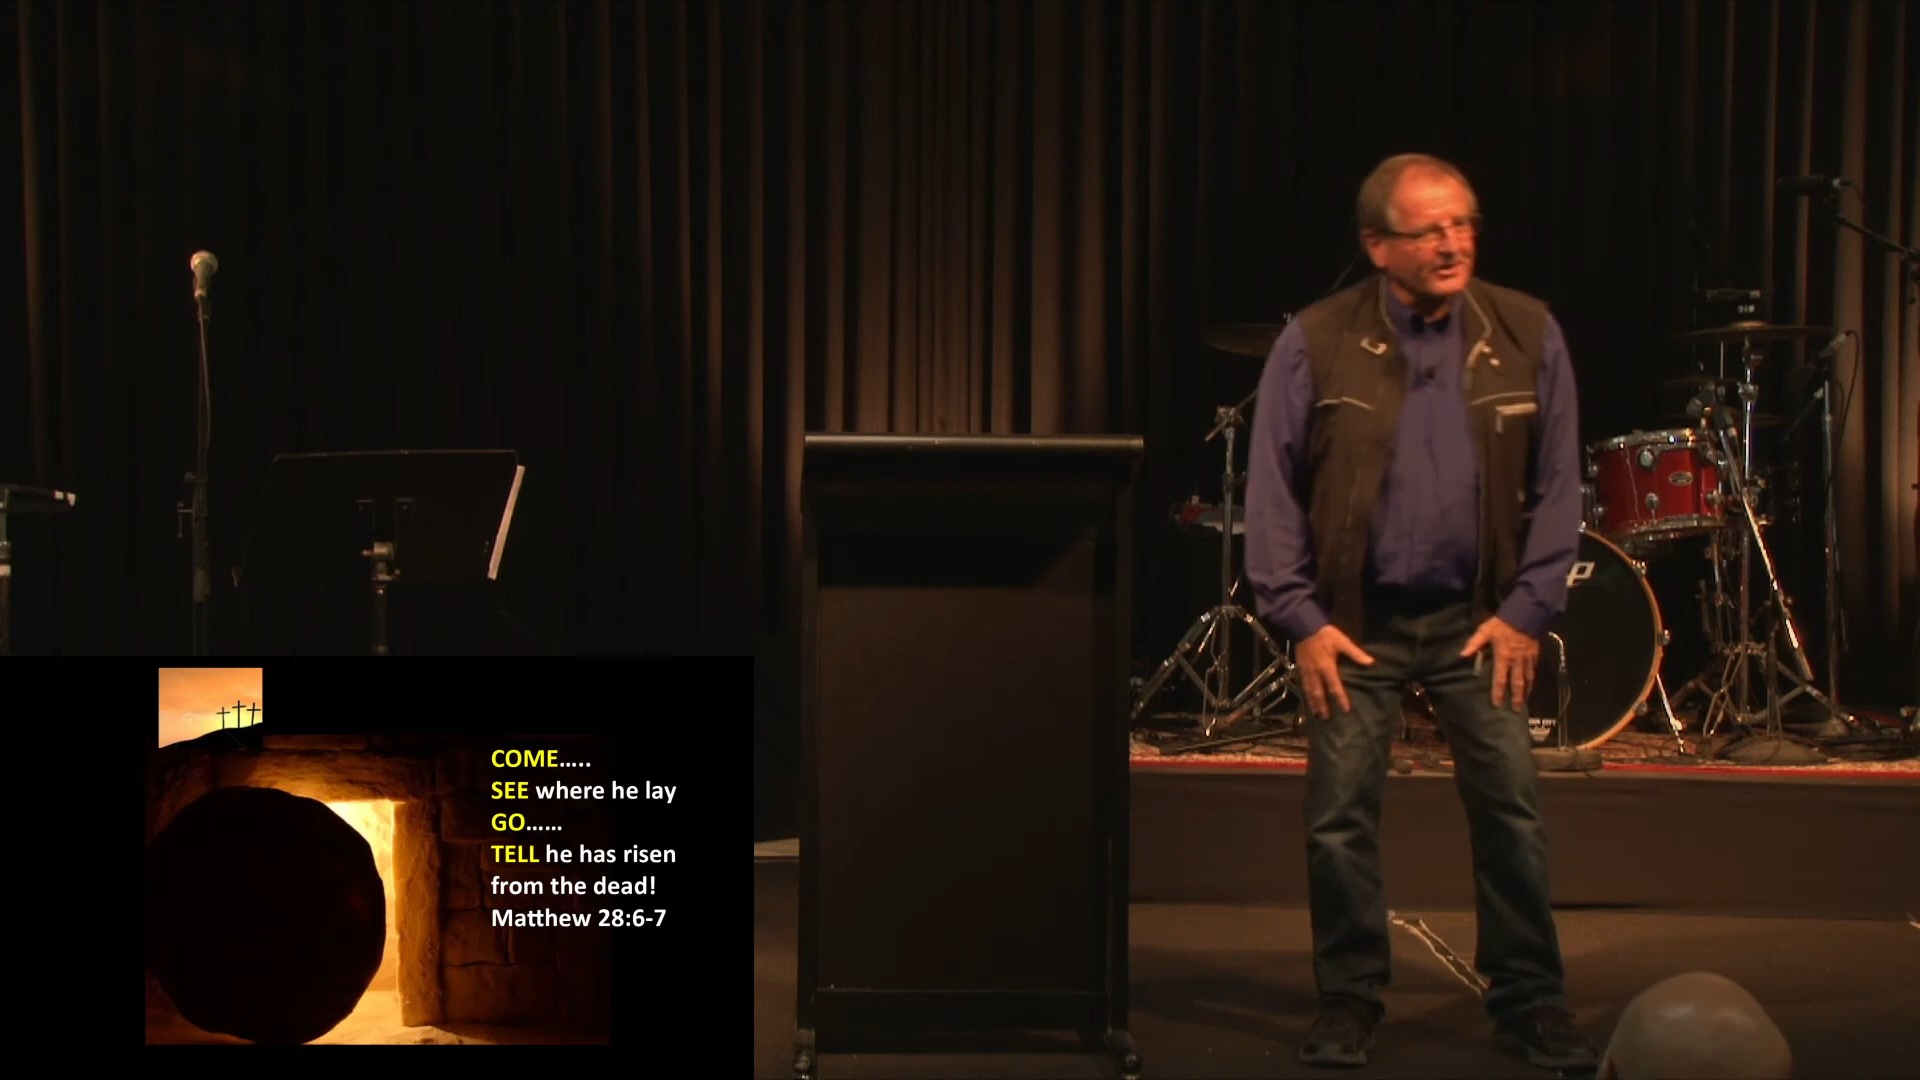 COME.....
SEE where he lay
GO......
TELL he has risen
from the dead!
Matthew 28:6-7